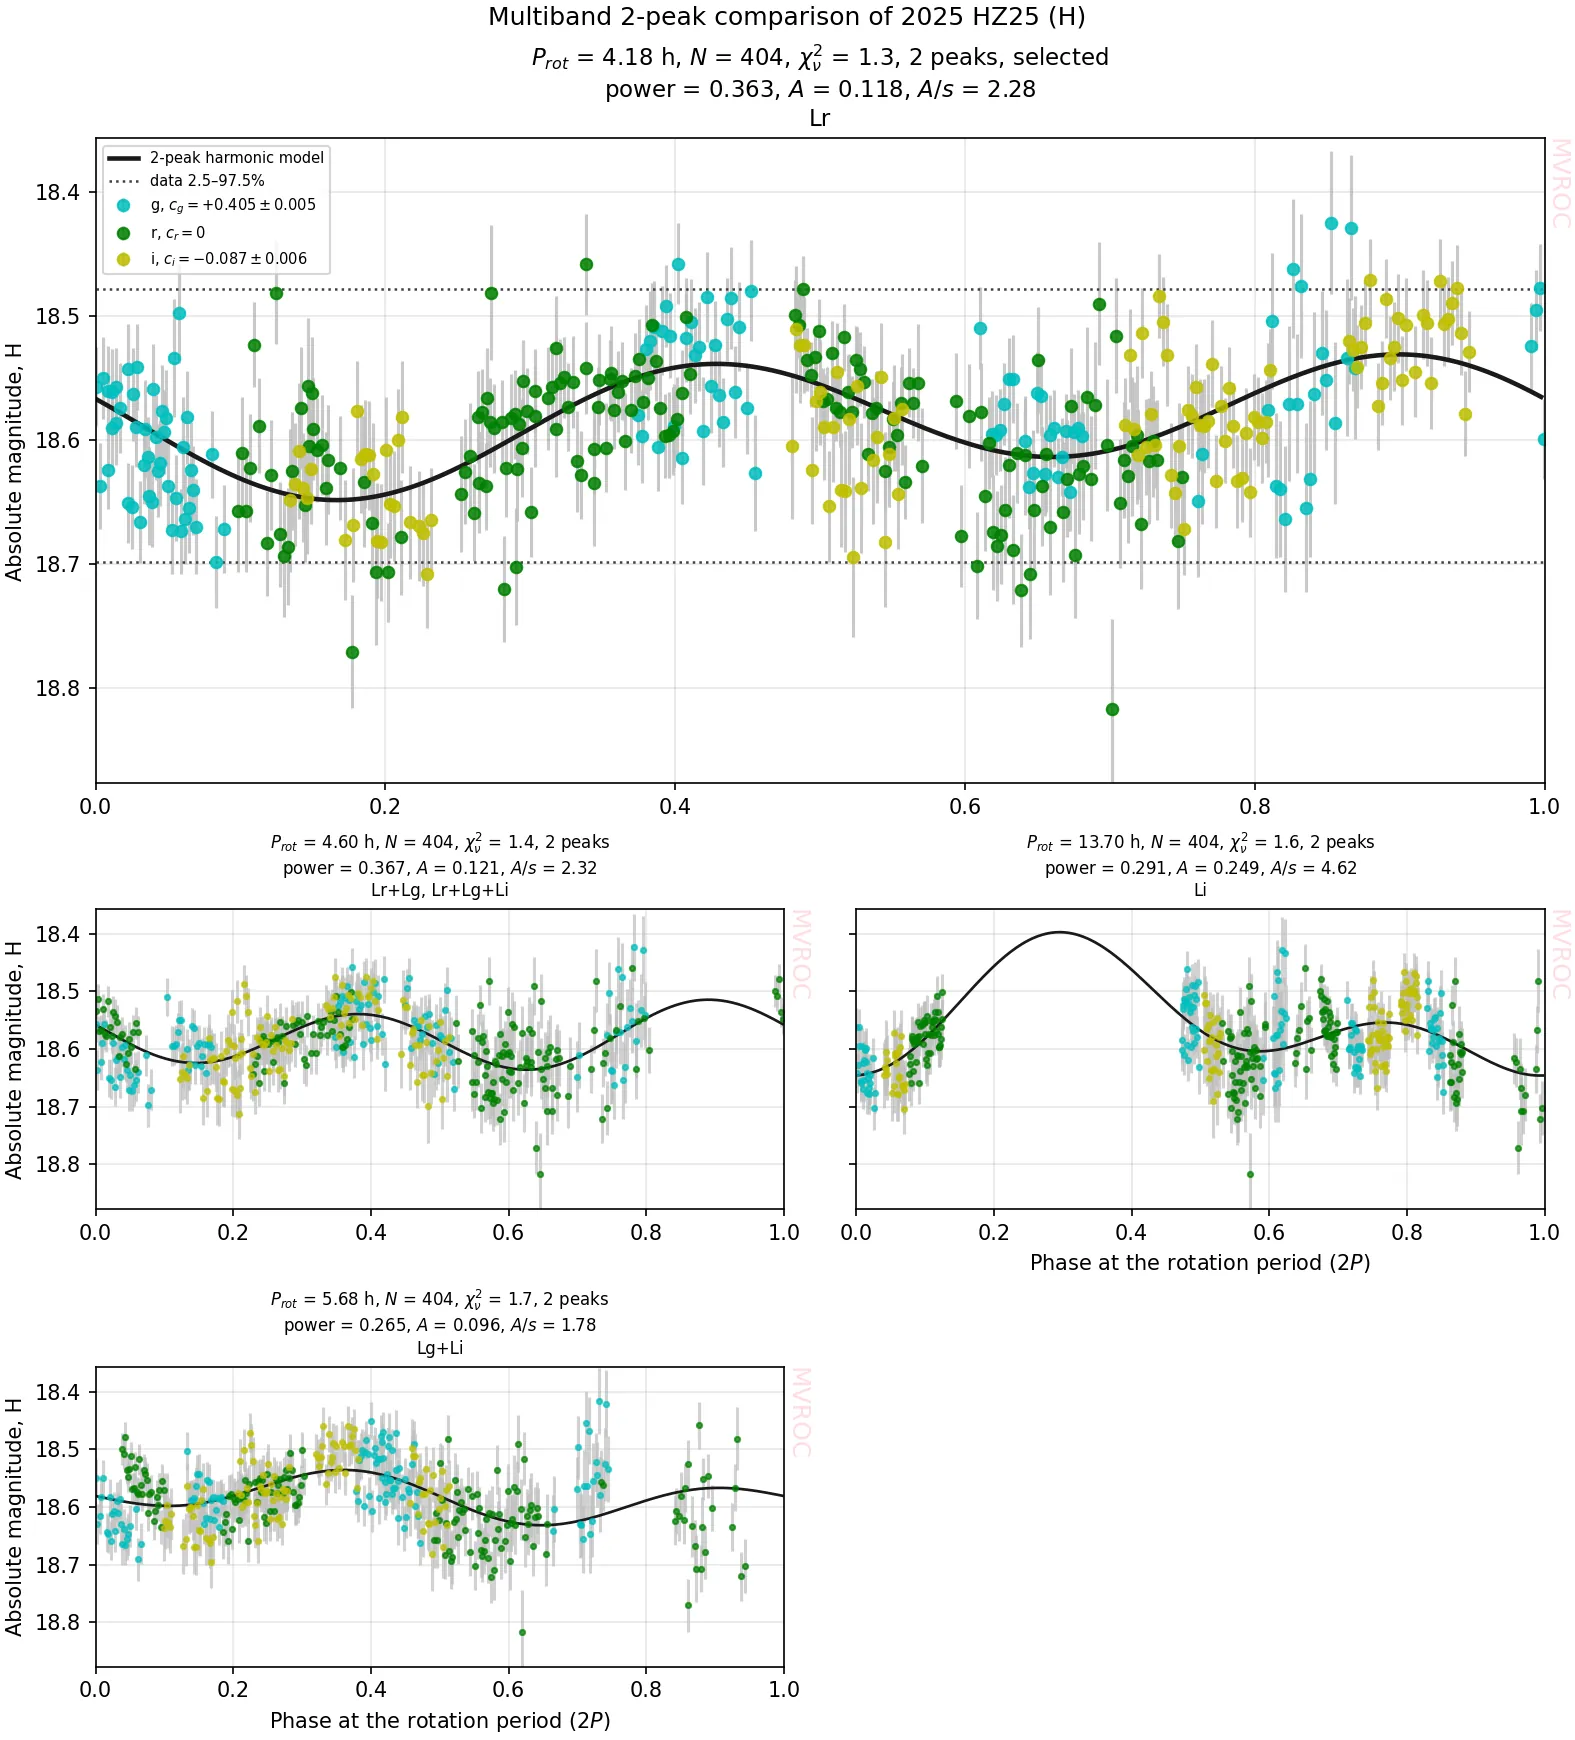 Multiband 2-peak comparison of 2025 HZ25 (H)
P_rot = 4.18 h, N = 404, χ²_ν = 1.3, 2 peaks, selected
power = 0.363, A = 0.118, A/s = 2.28
Lr
2-peak harmonic model
data 2.5–97.5%
g, c_g = +0.405 ± 0.005
r, c_r = 0
i, c_i = −0.087 ± 0.006
MVROC
Absolute magnitude, H
18.4
18.5
18.6
18.7
18.8
0.0 0.2 0.4 0.6 0.8 1.0
P_rot = 4.60 h, N = 404, χ²_ν = 1.4, 2 peaks
power = 0.367, A = 0.121, A/s = 2.32
Lr+Lg, Lr+Lg+Li
MVROC
Absolute magnitude, H
18.4
18.5
18.6
18.7
18.8
0.0 0.2 0.4 0.6 0.8 1.0
P_rot = 13.70 h, N = 404, χ²_ν = 1.6, 2 peaks
power = 0.291, A = 0.249, A/s = 4.62
Li
MVROC
0.0 0.2 0.4 0.6 0.8 1.0
Phase at the rotation period (2P)
P_rot = 5.68 h, N = 404, χ²_ν = 1.7, 2 peaks
power = 0.265, A = 0.096, A/s = 1.78
Lg+Li
MVROC
Absolute magnitude, H
18.4
18.5
18.6
18.7
18.8
0.0 0.2 0.4 0.6 0.8 1.0
Phase at the rotation period (2P)